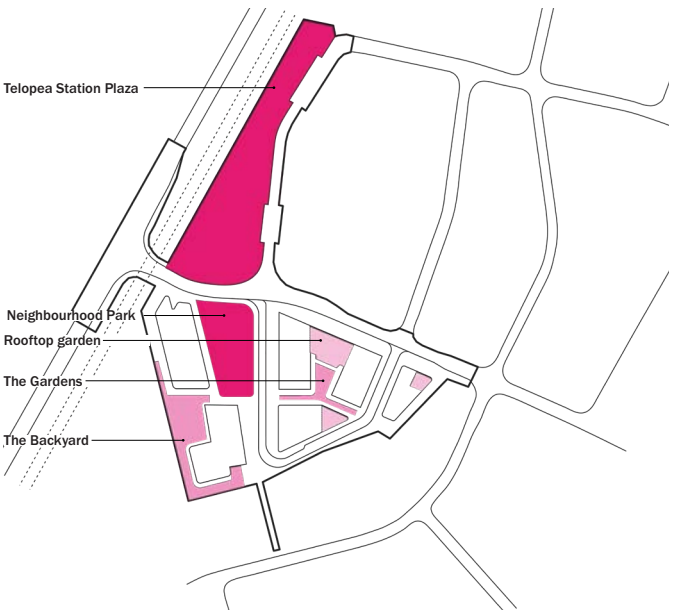 Telopea Station Plaza
Neighbourhood Park
Rooftop garden
The Gardens
The Backyard